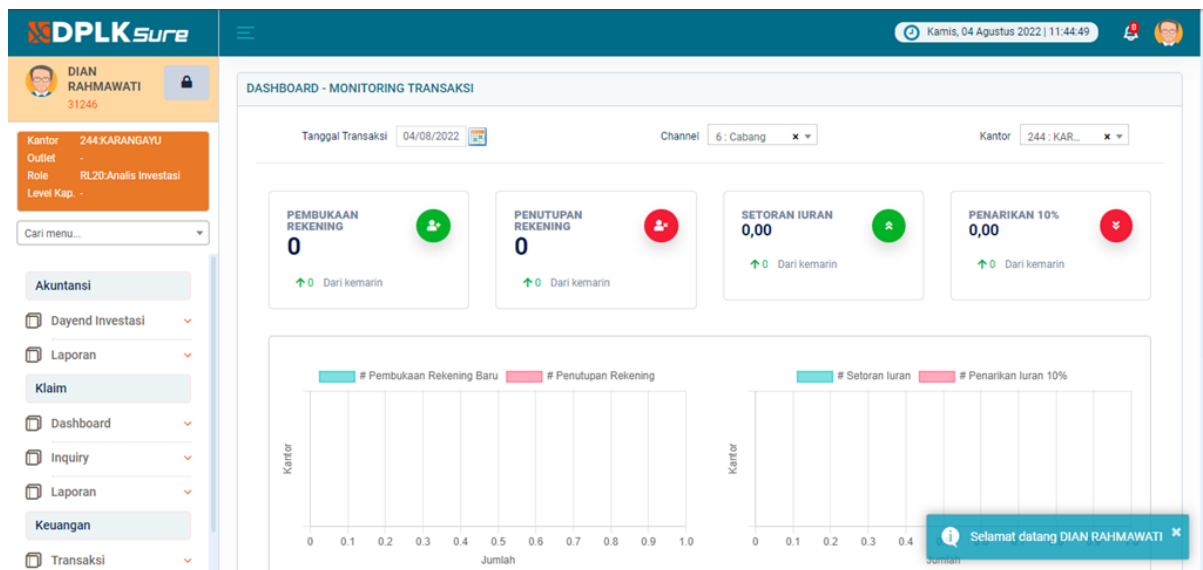 DPLK Sure
Kamis, 04 Agustus 2022 | 11:44:49
DIAN
RAHMAWATI
31246
Kantor 244:KARANGAYU
Outlet -
Role RL20:Analis Investasi
Level Kap. -
Cari menu...
Akuntansi
Dayend Investasi
Laporan
Klaim
Dashboard
Inquiry
Laporan
Keuangan
Transaksi
DASHBOARD - MONITORING TRANSAKSI
Tanggal Transaksi 04/08/2022
Channel 6 : Cabang × 
Kantor 244 : KAR... ×
PEMBUKAAN
REKENING
0
0 Dari kemarin
PENUTUPAN
REKENING
0
0 Dari kemarin
SETORAN IURAN
0,00
0 Dari kemarin
PENARIKAN 10%
0,00
0 Dari kemarin
# Pembukaan Rekening Baru # Penutupan Rekening
Kantor
0 0.1 0.2 0.3 0.4 0.5 0.6 0.7 0.8 0.9 1.0
Jumlah
# Setoran Iuran # Penarikan Iuran 10%
Kantor
0 0.1 0.2 0.3 0.4
Jumlah
Selamat datang DIAN RAHMAWATI ×